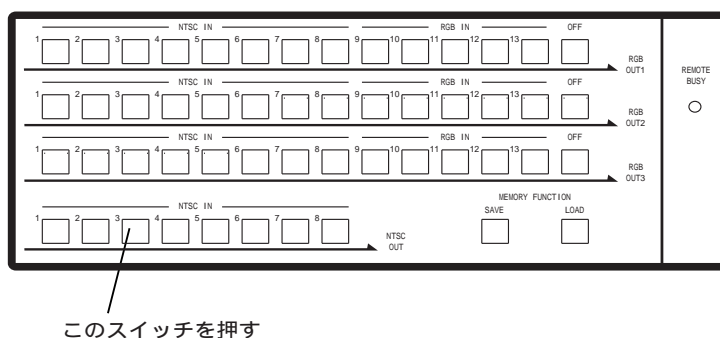 NTSC IN RGB IN OFF
1 2 3 4 5 6 7 8 9 10 11 12 13
RGB
OUT1
NTSC IN RGB IN OFF
1 2 3 4 5 6 7 8 9 10 11 12 13
RGB
OUT2
NTSC IN RGB IN OFF
1 2 3 4 5 6 7 8 9 10 11 12 13
RGB
OUT3
NTSC IN
1 2 3 4 5 6 7 8
NTSC
OUT
MEMORY FUNCTION
SAVE LOAD
REMOTE
BUSY
このスイッチを押す